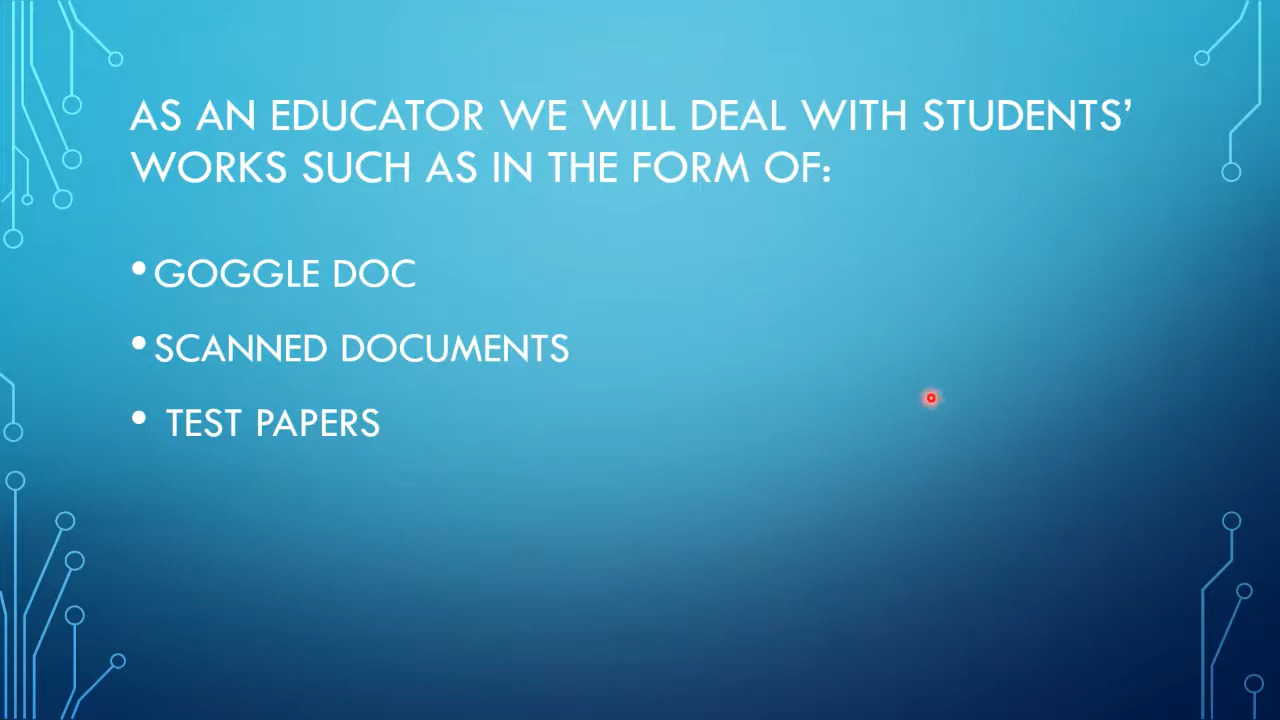 AS AN EDUCATOR WE WILL DEAL WITH STUDENTS’
WORKS SUCH AS IN THE FORM OF:
•GOGGLE DOC
•SCANNED DOCUMENTS
• TEST PAPERS